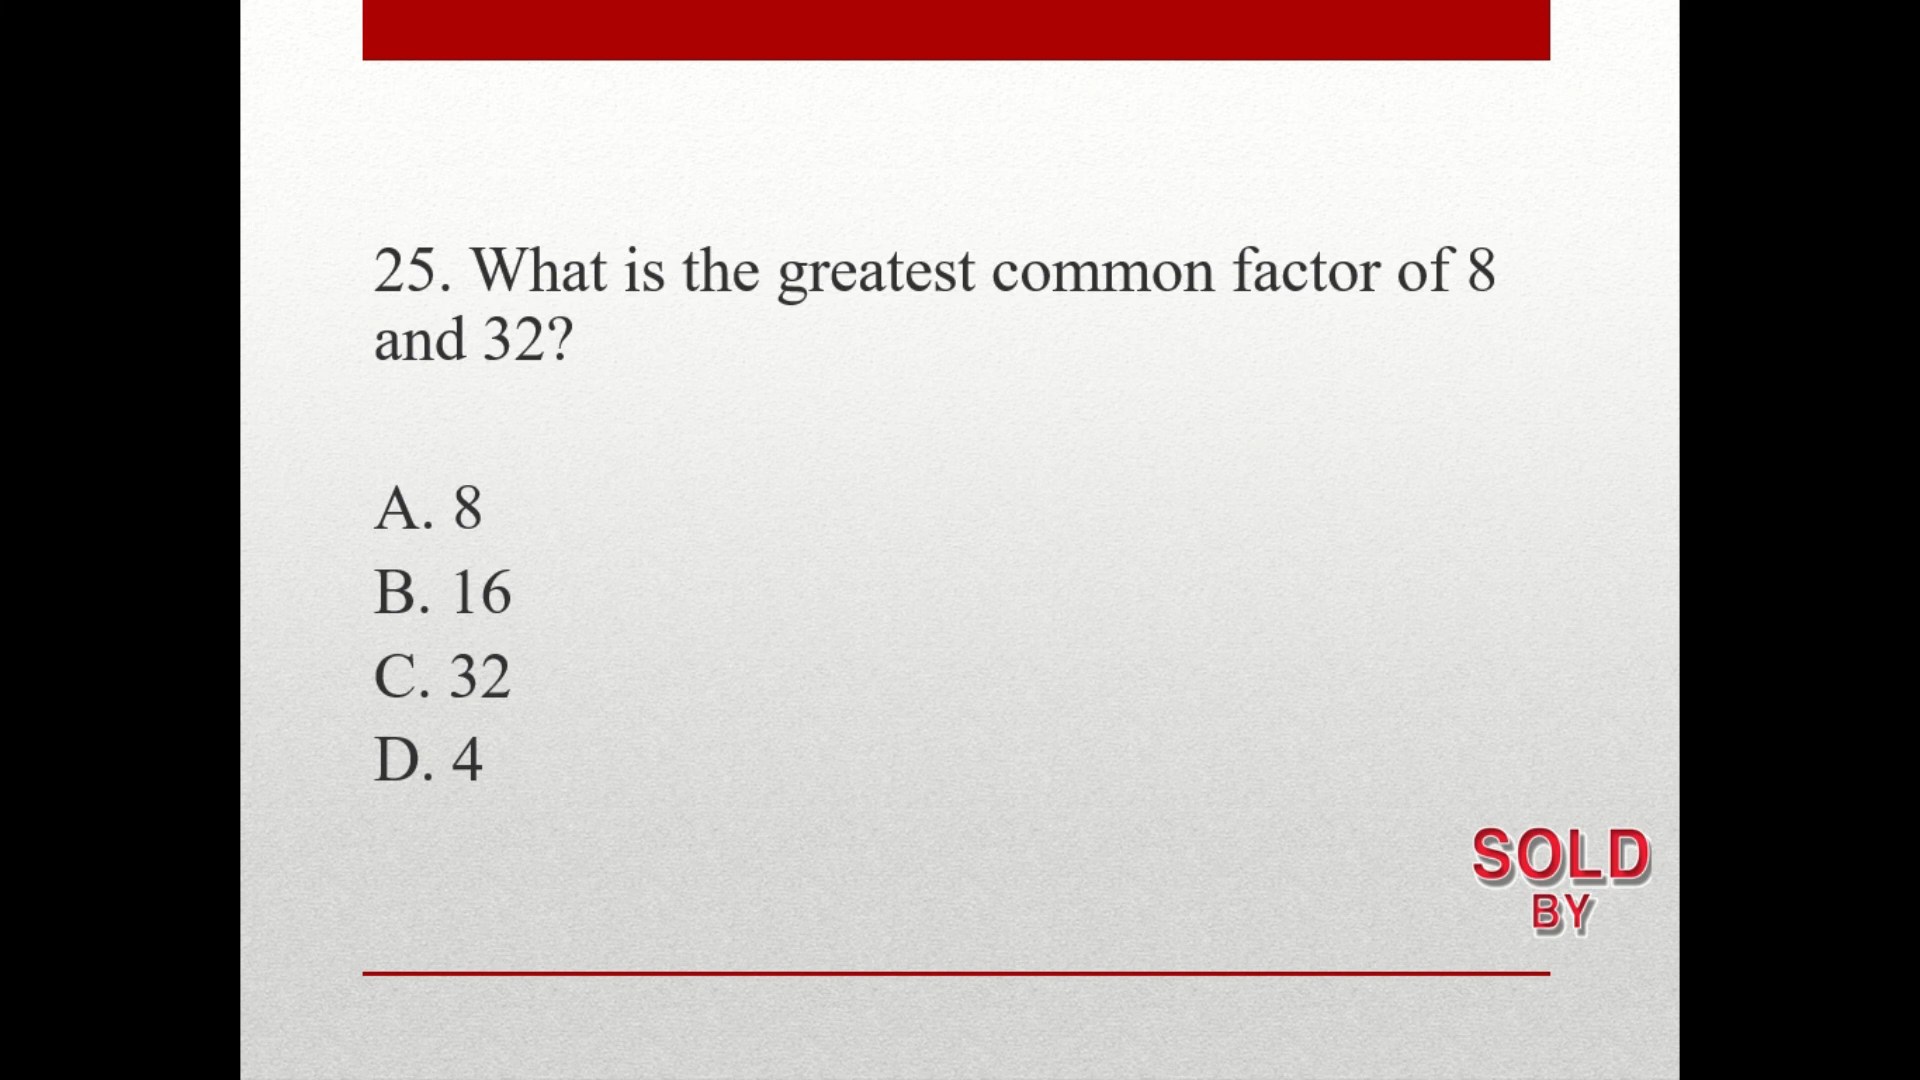 25. What is the greatest common factor of 8
and 32?
A. 8
B. 16
C. 32
D. 4
SOLD
BY